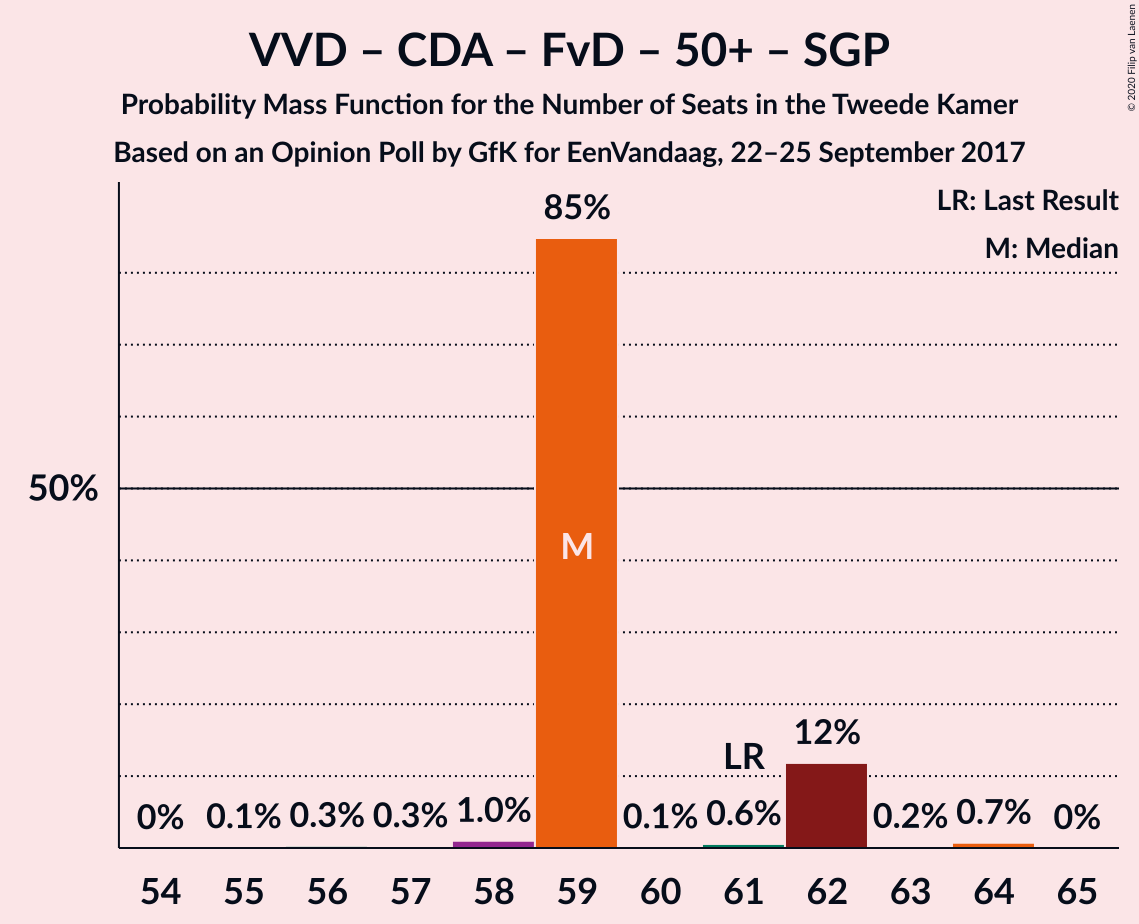 VVD – CDA – FvD – 50+ – SGP
Probability Mass Function for the Number of Seats in the Tweede Kamer
Based on an Opinion Poll by GfK for EenVandaag, 22–25 September 2017
© 2020 Filip van Laenen
LR: Last Result
M: Median
85%
50%
M
12%
LR
0% 0.1% 0.3% 0.3% 1.0% 0.1% 0.6% 0.2% 0.7% 0%
54 55 56 57 58 59 60 61 62 63 64 65